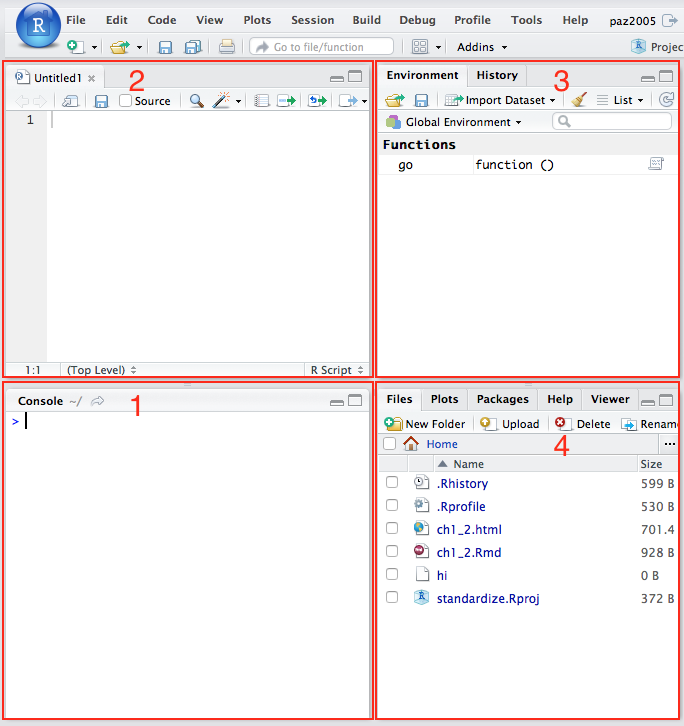 File Edit Code View Plots Session Build Debug Profile Tools Help paz2005
R Go to file/function Addins R Projec
Untitled1 2
Source
1
1:1 (Top Level) R Script
Environment History 3
Import Dataset List
Global Environment
Functions
go function ()
Console ~/ 1
>
Files Plots Packages Help Viewer
New Folder Upload Delete Renam
Home 4 ...
Name Size
.Rhistory 599 B
.Rprofile 530 B
ch1_2.html 701.4
ch1_2.Rmd 928 B
hi 0 B
standardize.Rproj 372 B